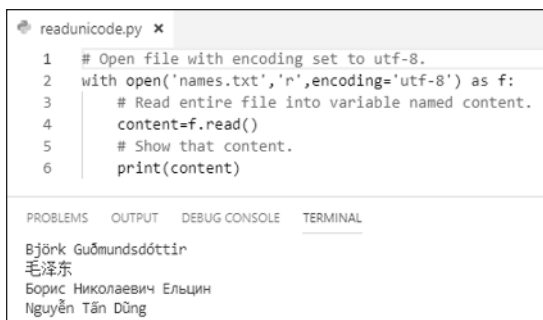 readunicode.py ×
1 # Open file with encoding set to utf-8.
2 with open('names.txt','r',encoding='utf-8') as f:
3     # Read entire file into variable named content.
4     content=f.read()
5     # Show that content.
6     print(content)
PROBLEMS OUTPUT DEBUG CONSOLE TERMINAL
Björk Guðmundsdóttir
毛泽东
Борис Николаевич Ельцин
Nguyễn Tấn Dũng